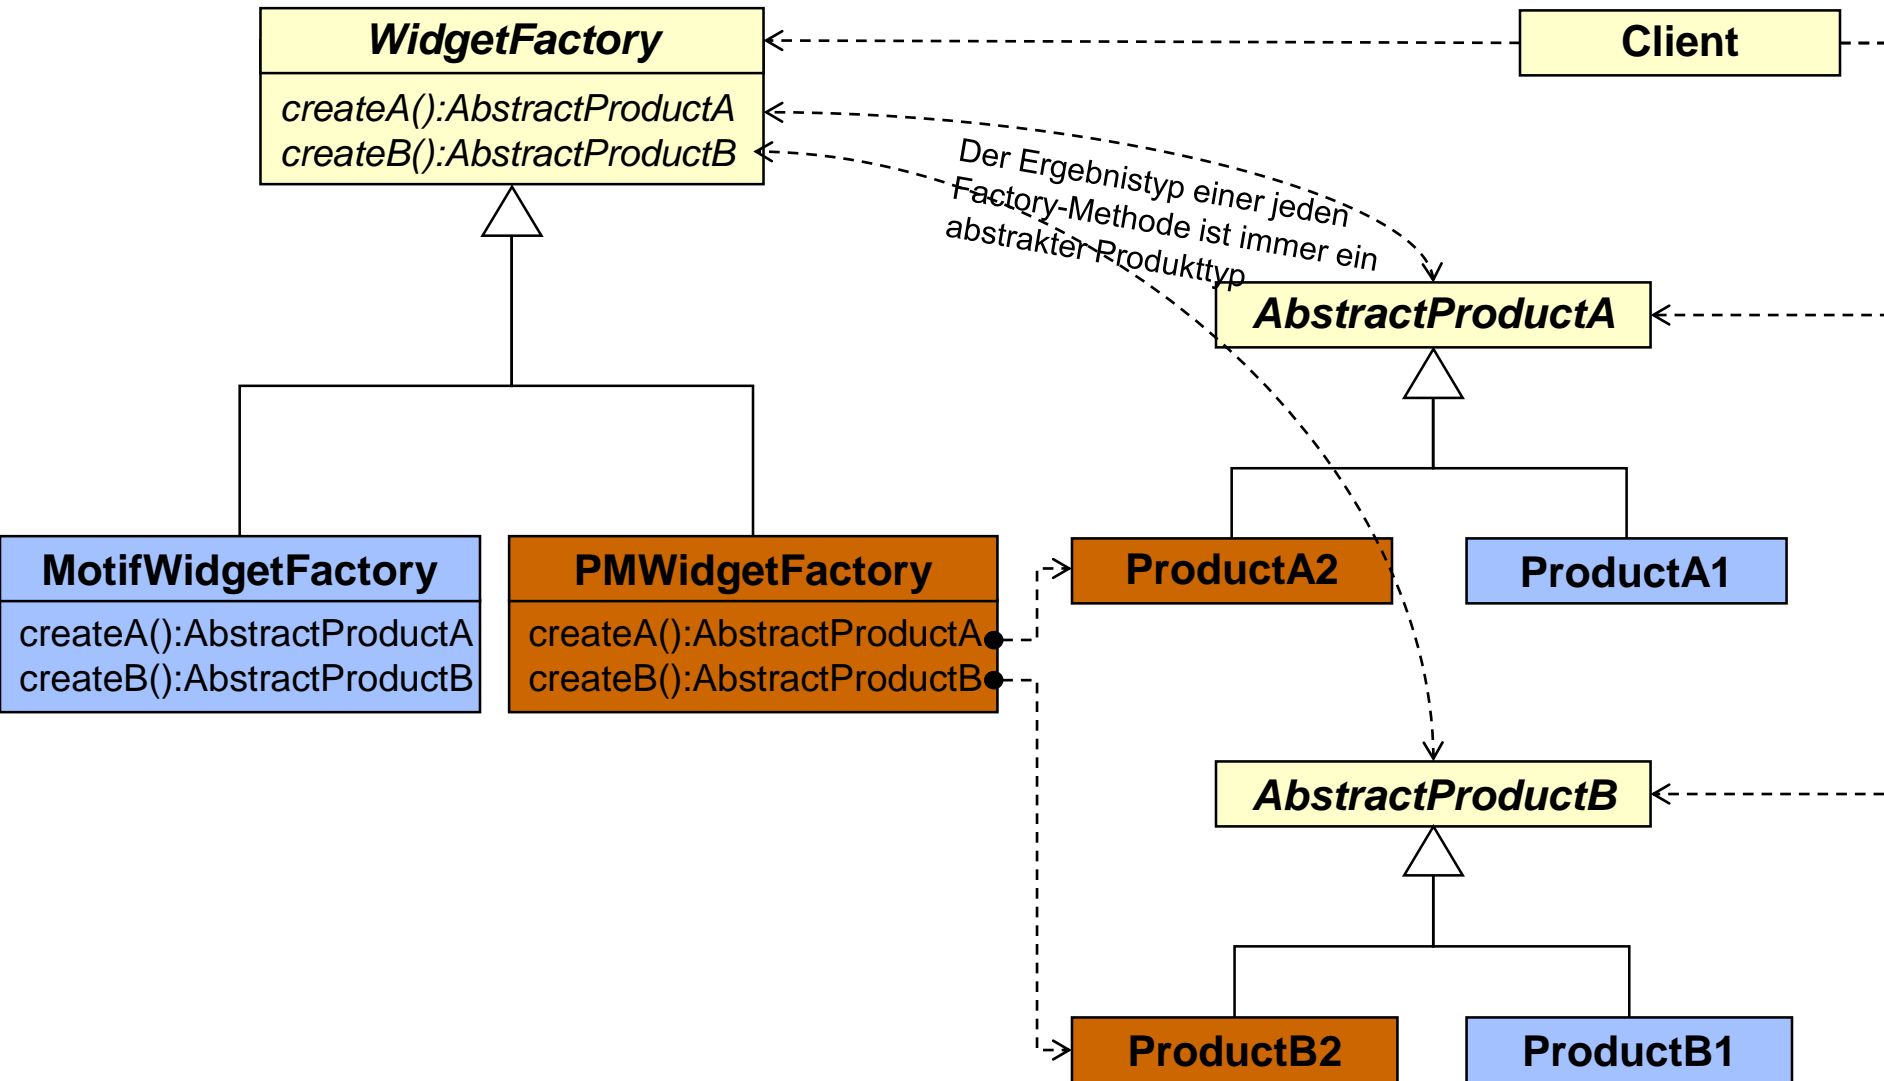 WidgetFactory
createA():AbstractProductA
createB():AbstractProductB
Client
Der Ergebnistyp einer jeden
Factory-Methode ist immer ein
abstrakter Produkttyp
AbstractProductA
MotifWidgetFactory
createA():AbstractProductA
createB():AbstractProductB
PMWidgetFactory
createA():AbstractProductA
createB():AbstractProductB
ProductA2
ProductA1
AbstractProductB
ProductB2
ProductB1